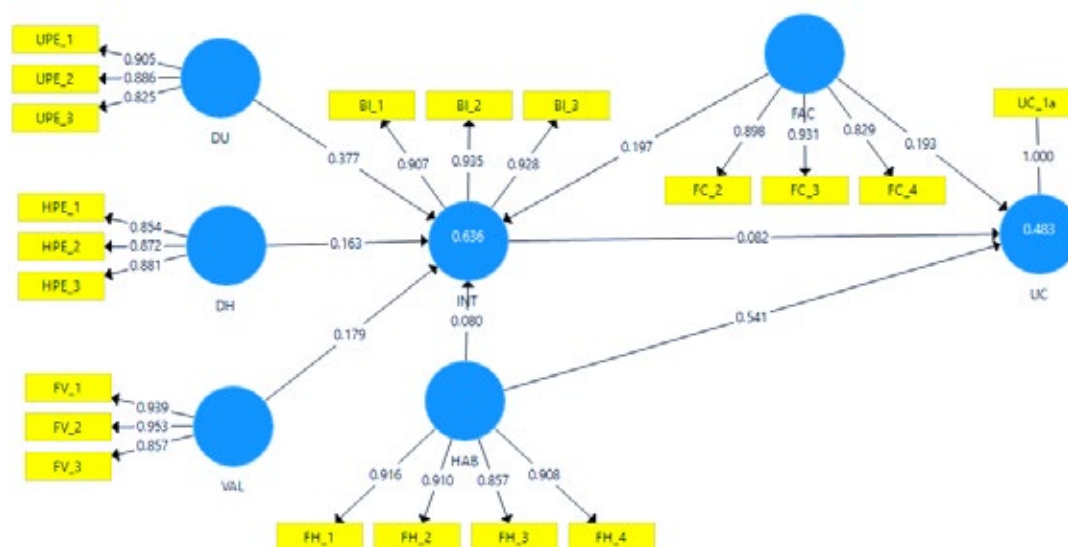 UPE_1
0.905
UPE_2
0.886
UPE_3
0.825
DU
0.377
BI_1
BI_2
BI_3
0.907
0.935
0.928
FAC
0.197
0.898
0.931
0.829
0.193
FC_2
FC_3
FC_4
UC_1a
1.000
HPE_1
0.854
HPE_2
0.872
HPE_3
0.881
DH
0.163
0.636
INT
0.082
0.483
UC
0.179
0.080
0.541
FV_1
0.939
FV_2
0.953
FV_3
0.857
VAL
HAB
0.916
0.910
0.857
0.908
FH_1
FH_2
FH_3
FH_4